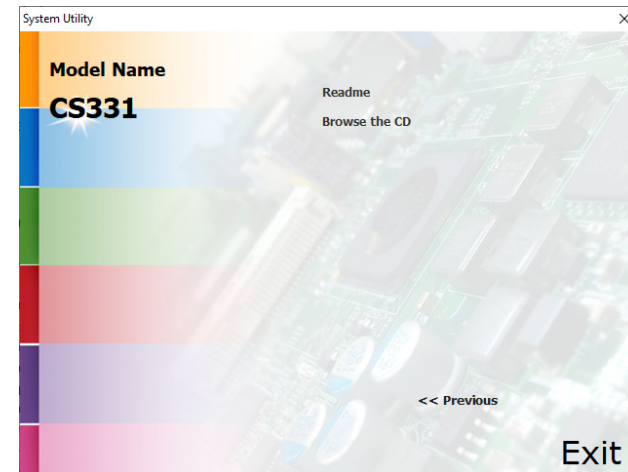 System Utility
Model Name
CS331
Readme
Browse the CD
<< Previous
Exit